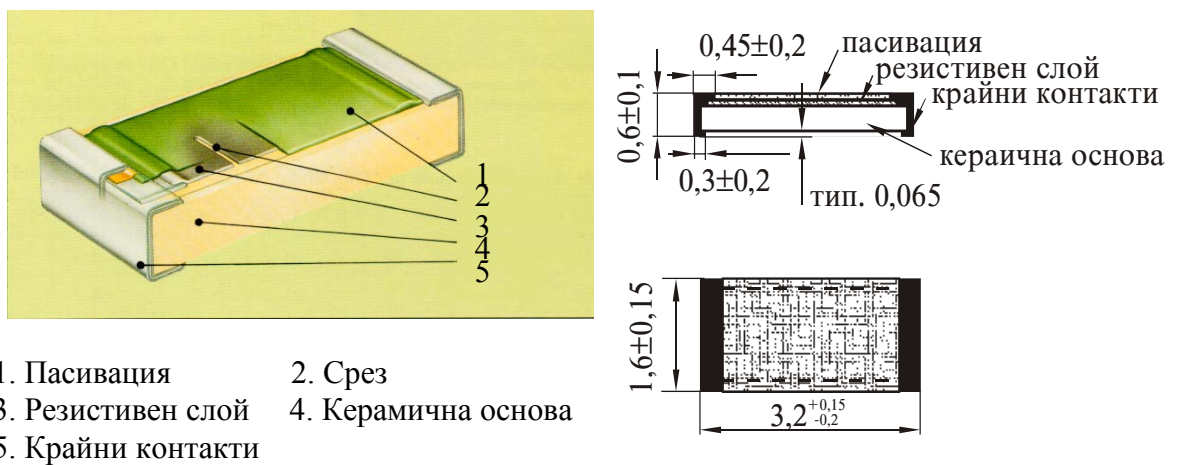 1
2
3
4
5
1. Пасивация 2. Срез
3. Резистивен слой 4. Керамична основа
5. Крайни контакти
0,45±0,2
пасивация
резистивен слой
крайни контакти
0,6±0,1
кераична основа
0,3±0,2
тип. 0,065
1,6±0,15
3,2 +0,15 -0,2